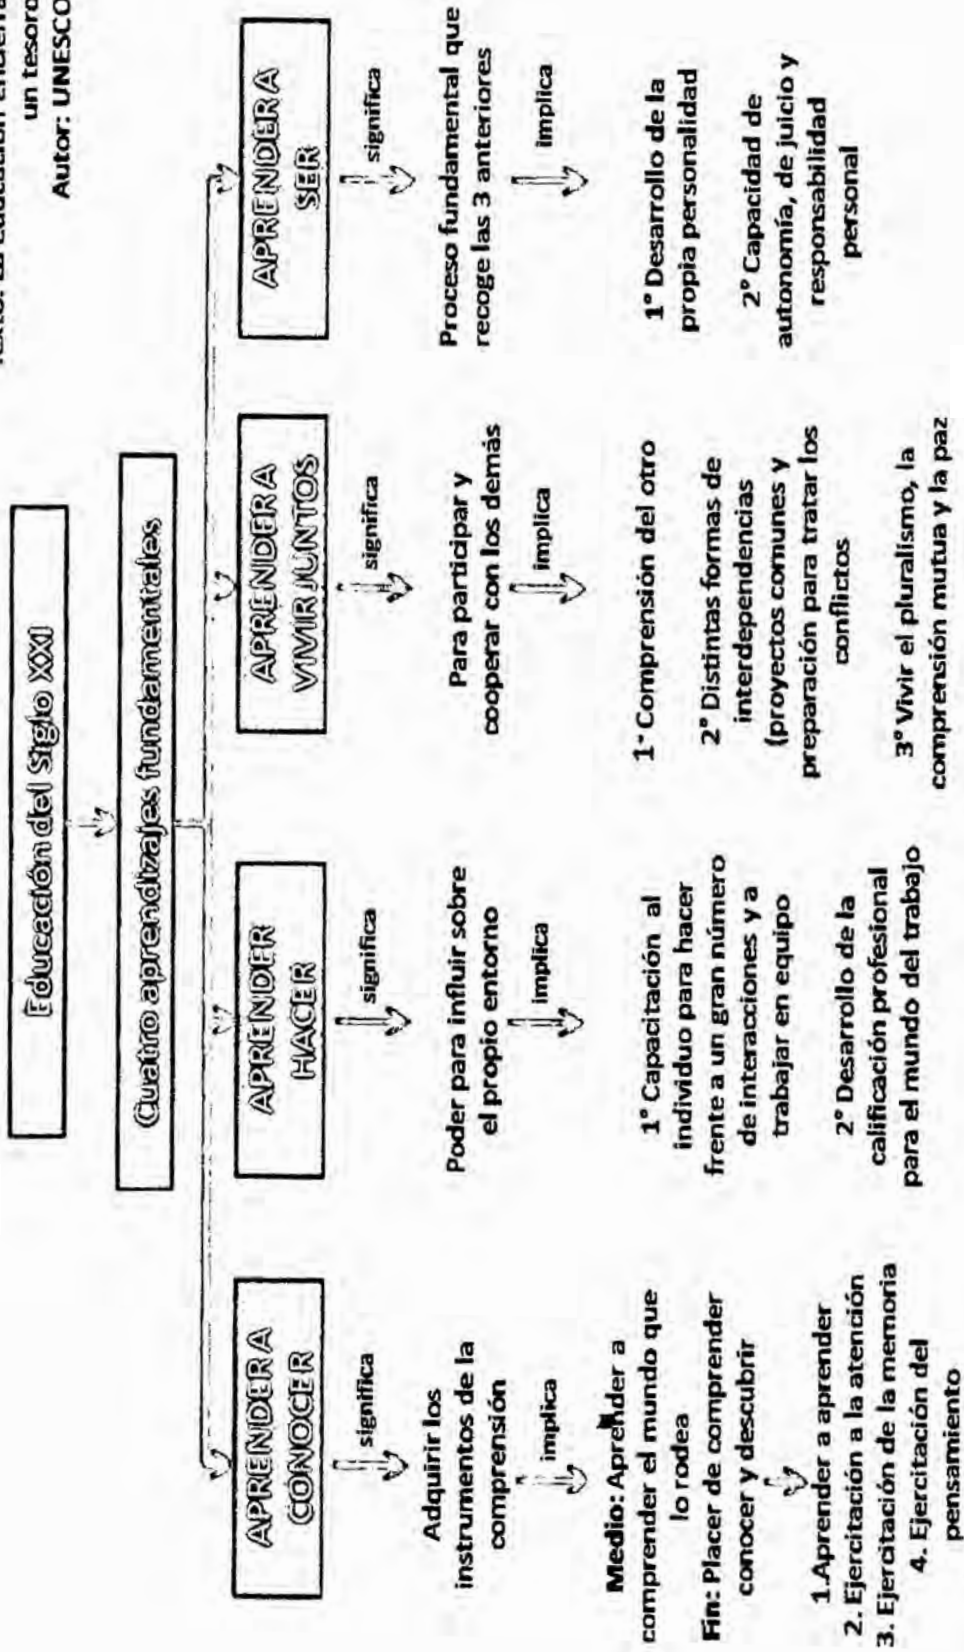 un tesoro
Autor: UNESCO
Educación del Siglo XXI
Cuatro aprendizajes fundamentales
APRENDER A
CONOCER
significa
Adquirir los
instrumentos de la
comprensión
implica
Medio: Aprender a
comprender el mundo que
lo rodea
Fin: Placer de comprender
conocer y descubrir
1.Aprender a aprender
2. Ejercitación a la atención
3. Ejercitación de la memoria
4. Ejercitación del
pensamiento
APRENDER
HACER
significa
Poder para influir sobre
el propio entorno
implica
1° Capacitación al
individuo para hacer
frente a un gran número
de interacciones y a
trabajar en equipo
2° Desarrollo de la
calificación profesional
para el mundo del trabajo
APRENDER A
VIVIR JUNTOS
significa
Para participar y
cooperar con los demás
implica
1° Comprensión del otro
2° Distintas formas de
interdependencias
(proyectos comunes y
preparación para tratar los
conflictos
3° Vivir el pluralismo, la
comprensión mutua y la paz
APRENDER A
SER
significa
Proceso fundamental que
recoge las 3 anteriores
implica
1° Desarrollo de la
propia personalidad
2° Capacidad de
autonomía, de juicio y
responsabilidad
personal